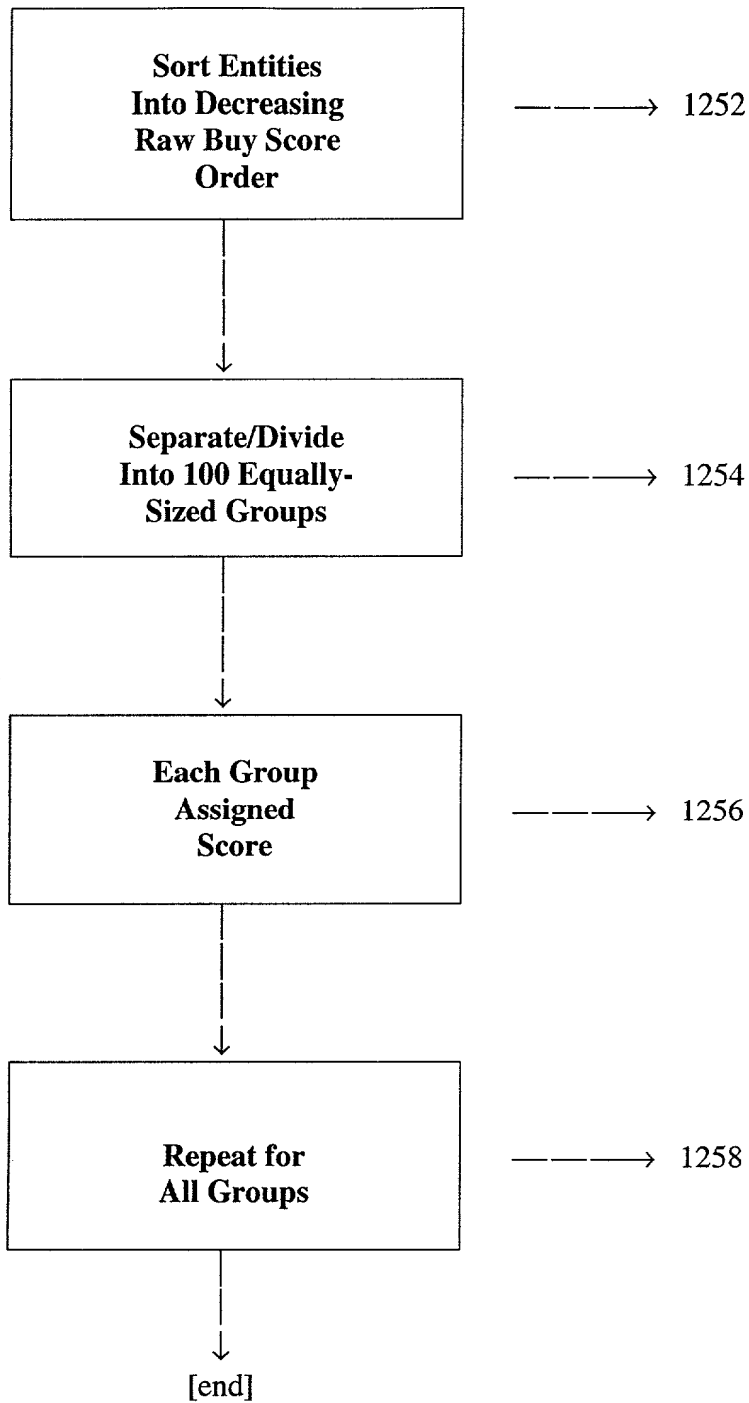 Sort Entities
Into Decreasing
Raw Buy Score
Order
1252
Separate/Divide
Into 100 Equally-
Sized Groups
1254
Each Group
Assigned
Score
1256
Repeat for
All Groups
1258
[end]